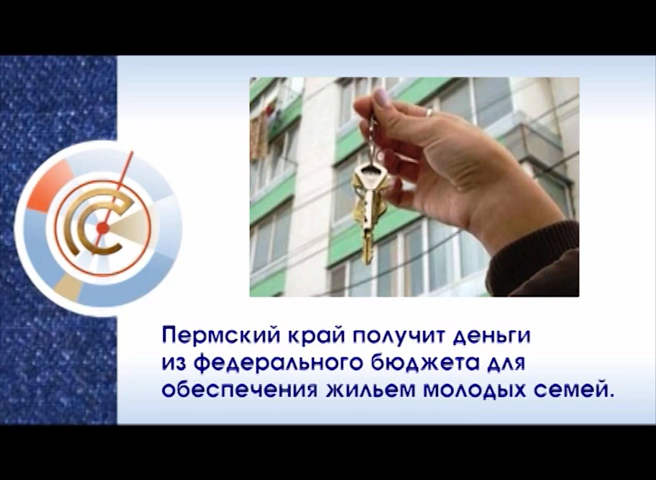 Пермский край получит деньги
из федерального бюджета для
обеспечения жильем молодых семей.